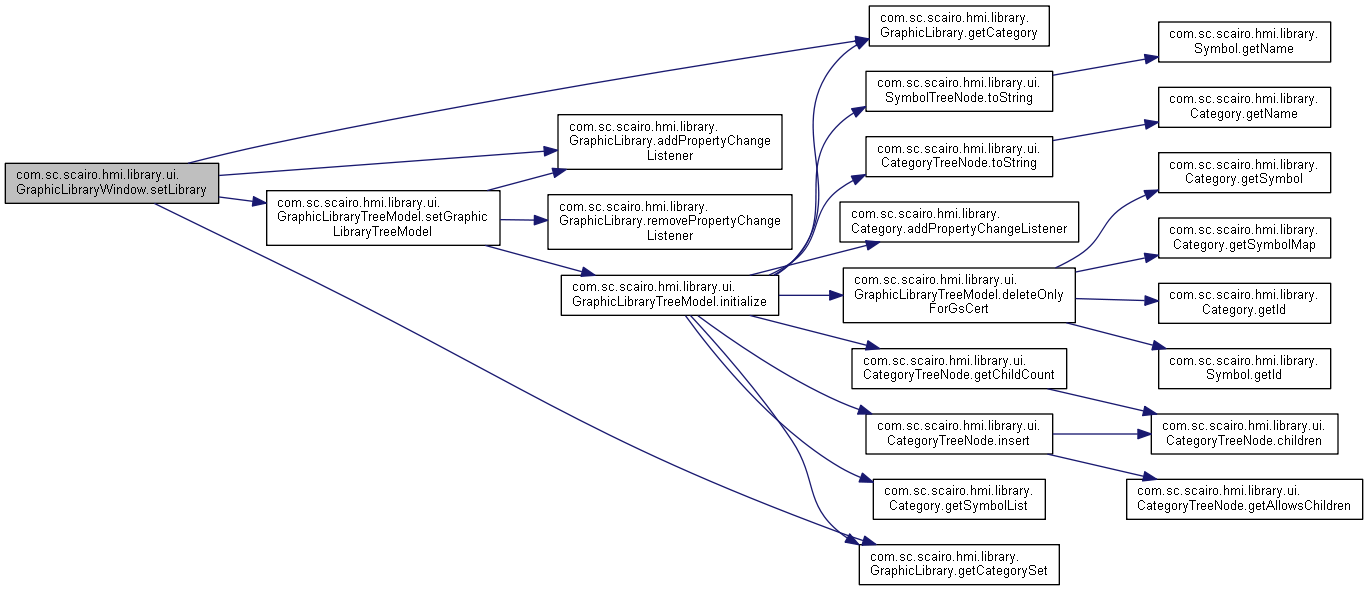 com.sc.scairo.hmi.library.ui.
GraphicLibraryWindow.setLibrary
com.sc.scairo.hmi.library.ui.
GraphicLibraryTreeModel.setGraphic
LibraryTreeModel
com.sc.scairo.hmi.library.
GraphicLibrary.addPropertyChange
Listener
com.sc.scairo.hmi.library.
GraphicLibrary.removePropertyChange
Listener
com.sc.scairo.hmi.library.ui.
GraphicLibraryTreeModel.initialize
com.sc.scairo.hmi.library.
GraphicLibrary.getCategory
com.sc.scairo.hmi.library.ui.
SymbolTreeNode.toString
com.sc.scairo.hmi.library.ui.
CategoryTreeNode.toString
com.sc.scairo.hmi.library.
Category.addPropertyChangeListener
com.sc.scairo.hmi.library.ui.
GraphicLibraryTreeModel.deleteOnly
ForGsCert
com.sc.scairo.hmi.library.ui.
CategoryTreeNode.getChildCount
com.sc.scairo.hmi.library.ui.
CategoryTreeNode.insert
com.sc.scairo.hmi.library.
Category.getSymbolList
com.sc.scairo.hmi.library.
GraphicLibrary.getCategorySet
com.sc.scairo.hmi.library.
Symbol.getName
com.sc.scairo.hmi.library.
Category.getName
com.sc.scairo.hmi.library.
Category.getSymbol
com.sc.scairo.hmi.library.
Category.getSymbolMap
com.sc.scairo.hmi.library.
Category.getId
com.sc.scairo.hmi.library.
Symbol.getId
com.sc.scairo.hmi.library.ui.
CategoryTreeNode.children
com.sc.scairo.hmi.library.ui.
CategoryTreeNode.getAllowsChildren